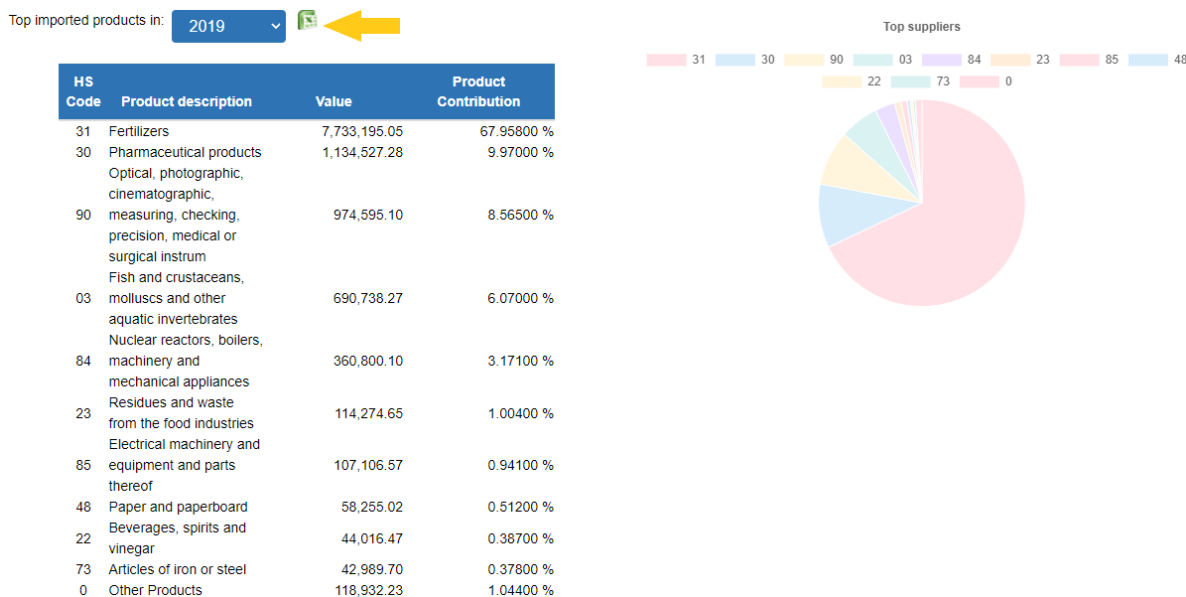 Top imported products in: 2019
HS Code Product description Value Product Contribution
31 Fertilizers 7,733,195.05 67.95800 %
30 Pharmaceutical products 1,134,527.28 9.97000 %
Optical, photographic,
cinematographic,
90 measuring, checking, 974,595.10 8.56500 %
precision, medical or
surgical instrum
Fish and crustaceans,
03 molluscs and other 690,738.27 6.07000 %
aquatic invertebrates
Nuclear reactors, boilers,
84 machinery and 360,800.10 3.17100 %
mechanical appliances
Residues and waste
23 from the food industries 114,274.65 1.00400 %
Electrical machinery and
85 equipment and parts 107,106.57 0.94100 %
thereof
48 Paper and paperboard 58,255.02 0.51200 %
Beverages, spirits and
22 vinegar 44,016.47 0.38700 %
73 Articles of iron or steel 42,989.70 0.37800 %
0 Other Products 118,932.23 1.04400 %
Top suppliers
31 30 90 03 84 23 85 48
22 73 0